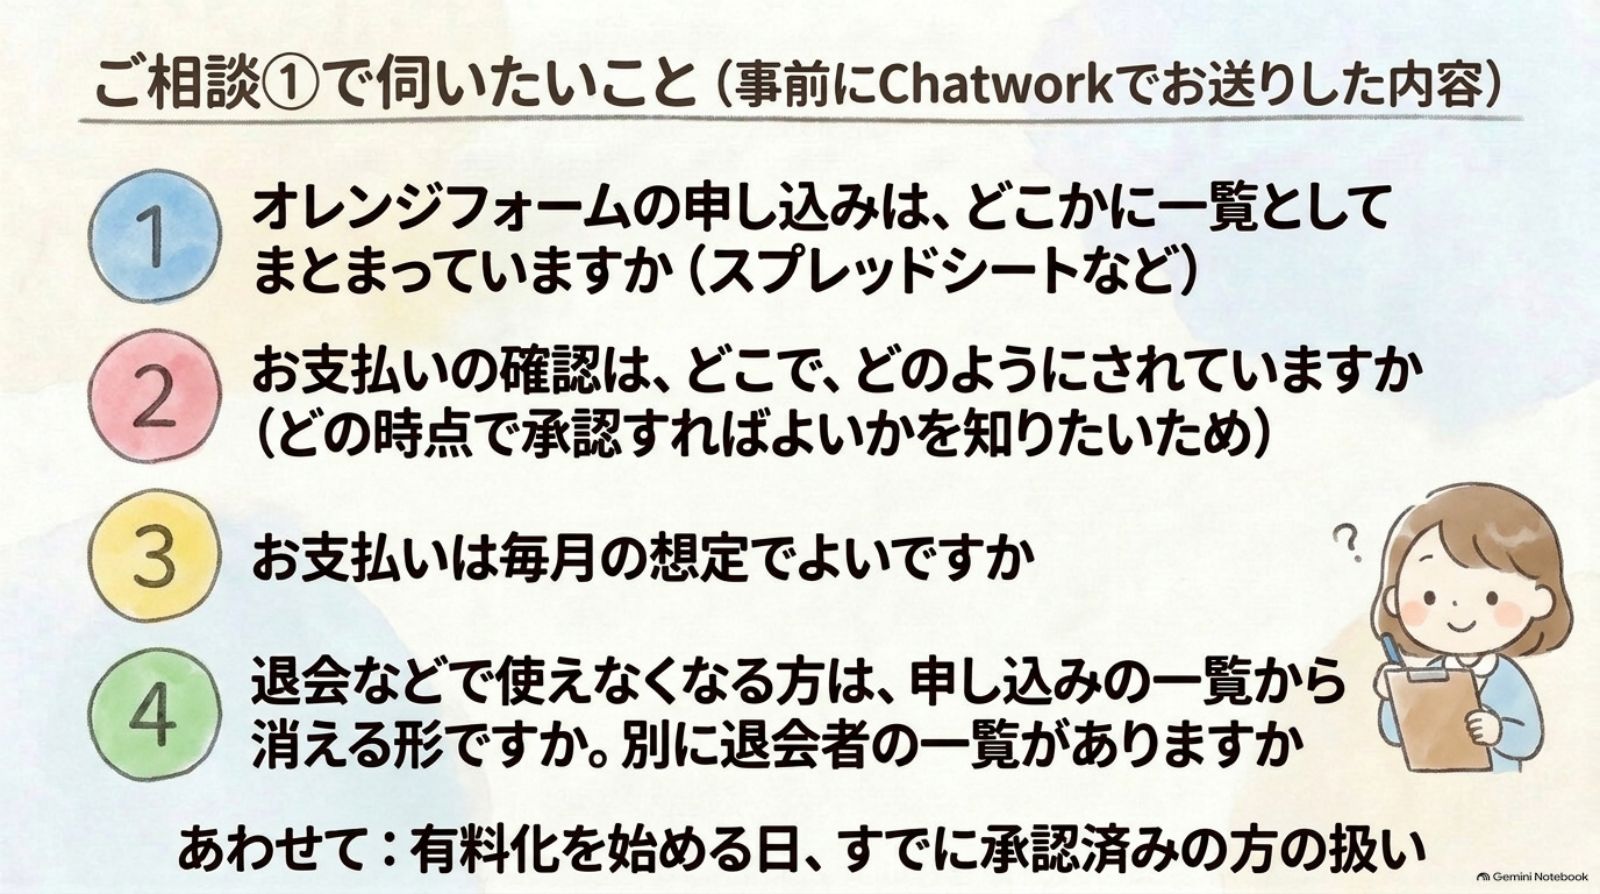 ご相談①で伺いたいこと（事前にChatworkでお送りした内容）
1
オレンジフォームの申し込みは、どこかに一覧として
まとまっていますか（スプレッドシートなど）
2
お支払いの確認は、どこで、どのようにされていますか
（どの時点で承認すればよいかを知りたいため）
3
お支払いは毎月の想定でよいですか
?
4
退会などで使えなくなる方は、申し込みの一覧から
消える形ですか。別に退会者の一覧がありますか
あわせて：有料化を始める日、すでに承認済みの方の扱い
Gemini Notebook